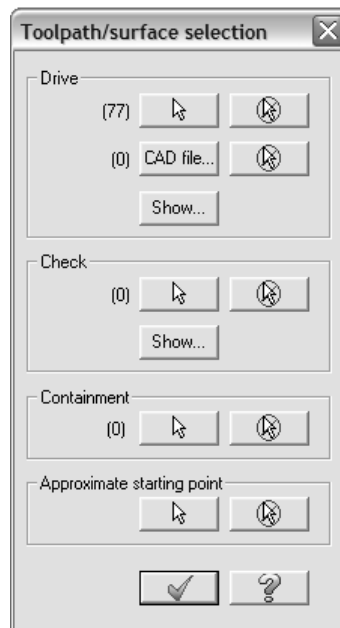 Toolpath/surface selection
Drive
(77)
(0) CAD file...
Show...
Check
(0)
Show...
Containment
(0)
Approximate starting point